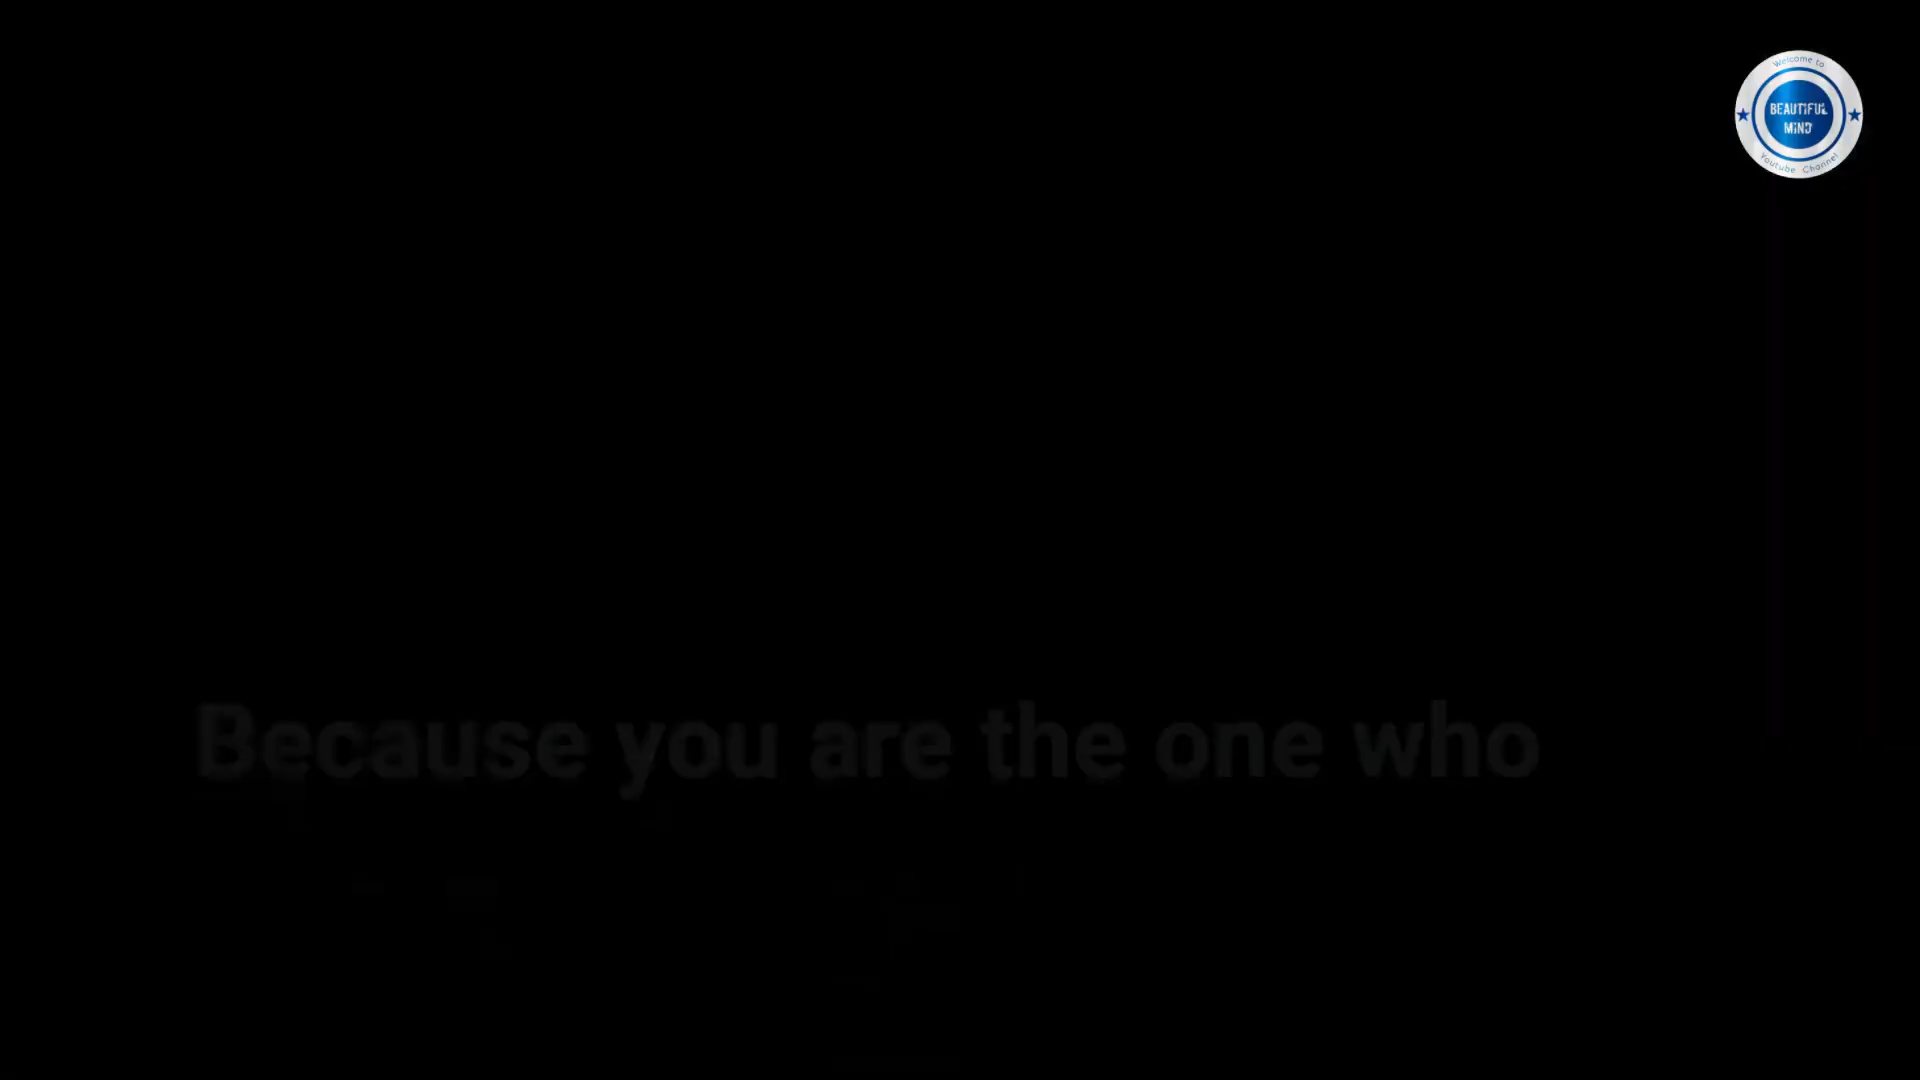 Welcome to
BEAUTIFUL
MIND
Youtube Channel
Because you are the one who